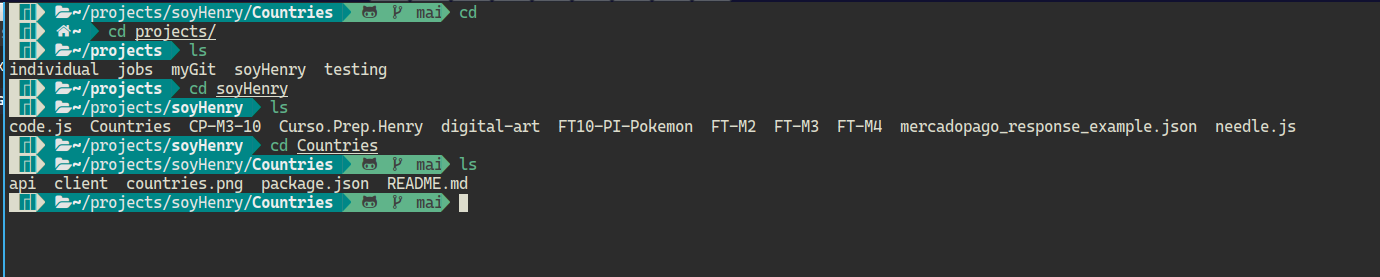 ~/projects/soyHenry/Countries mai cd
~ cd projects/
~/projects ls
individual jobs myGit soyHenry testing
~/projects cd soyHenry
~/projects/soyHenry ls
code.js Countries CP-M3-10 Curso.Prep.Henry digital-art FT10-PI-Pokemon FT-M2 FT-M3 FT-M4 mercadopago_response_example.json needle.js
~/projects/soyHenry cd Countries
~/projects/soyHenry/Countries mai ls
api client countries.png package.json README.md
~/projects/soyHenry/Countries mai